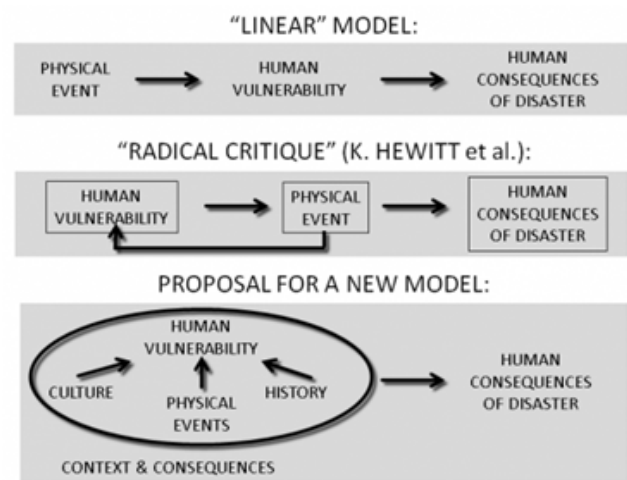 "LINEAR" MODEL:
PHYSICAL EVENT
HUMAN VULNERABILITY
HUMAN CONSEQUENCES OF DISASTER
"RADICAL CRITIQUE" (K. HEWITT et al.):
HUMAN VULNERABILITY
PHYSICAL EVENT
HUMAN CONSEQUENCES OF DISASTER
PROPOSAL FOR A NEW MODEL:
HUMAN VULNERABILITY
CULTURE
PHYSICAL EVENTS
HISTORY
HUMAN CONSEQUENCES OF DISASTER
CONTEXT & CONSEQUENCES